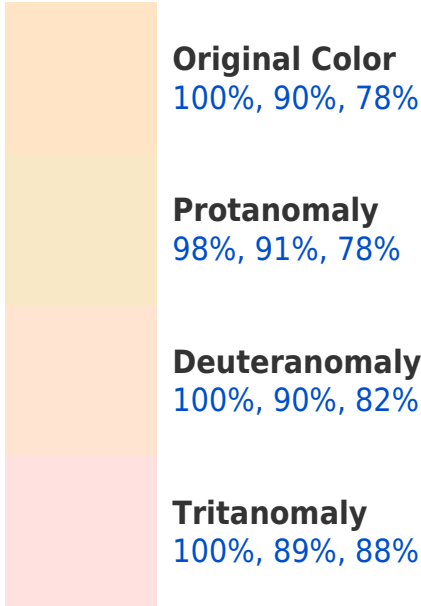 Original Color
100%, 90%, 78%
Protanomaly
98%, 91%, 78%
Deuteranomaly
100%, 90%, 82%
Tritanomaly
100%, 89%, 88%